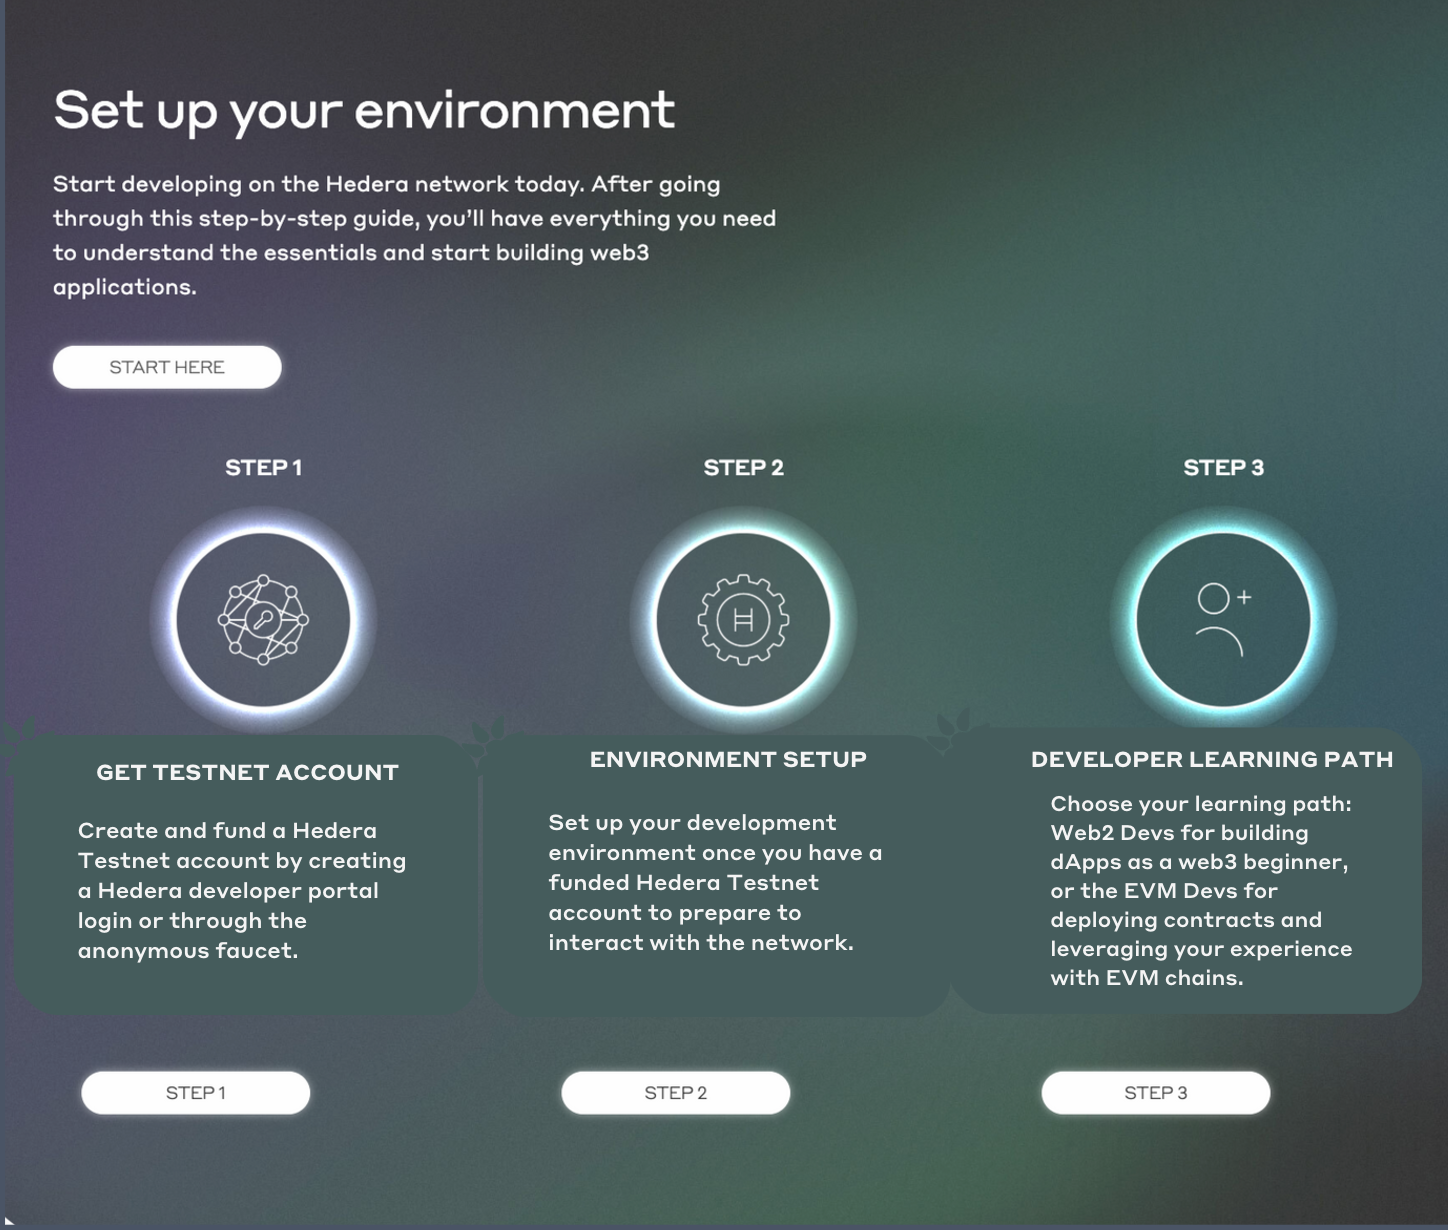 Set up your environment
Start developing on the Hedera network today. After going
through this step-by-step guide, you'll have everything you need
to understand the essentials and start building web3
applications.
START HERE
STEP 1
STEP 2
STEP 3
H
GET TESTNET ACCOUNT
Create and fund a Hedera
Testnet account by creating
a Hedera developer portal
login or through the
anonymous faucet.
ENVIRONMENT SETUP
Set up your development
environment once you have a
funded Hedera Testnet
account to prepare to
interact with the network.
DEVELOPER LEARNING PATH
Choose your learning path:
Web2 Devs for building
dApps as a web3 beginner,
or the EVM Devs for
deploying contracts and
leveraging your experience
with EVM chains.
STEP 1
STEP 2
STEP 3